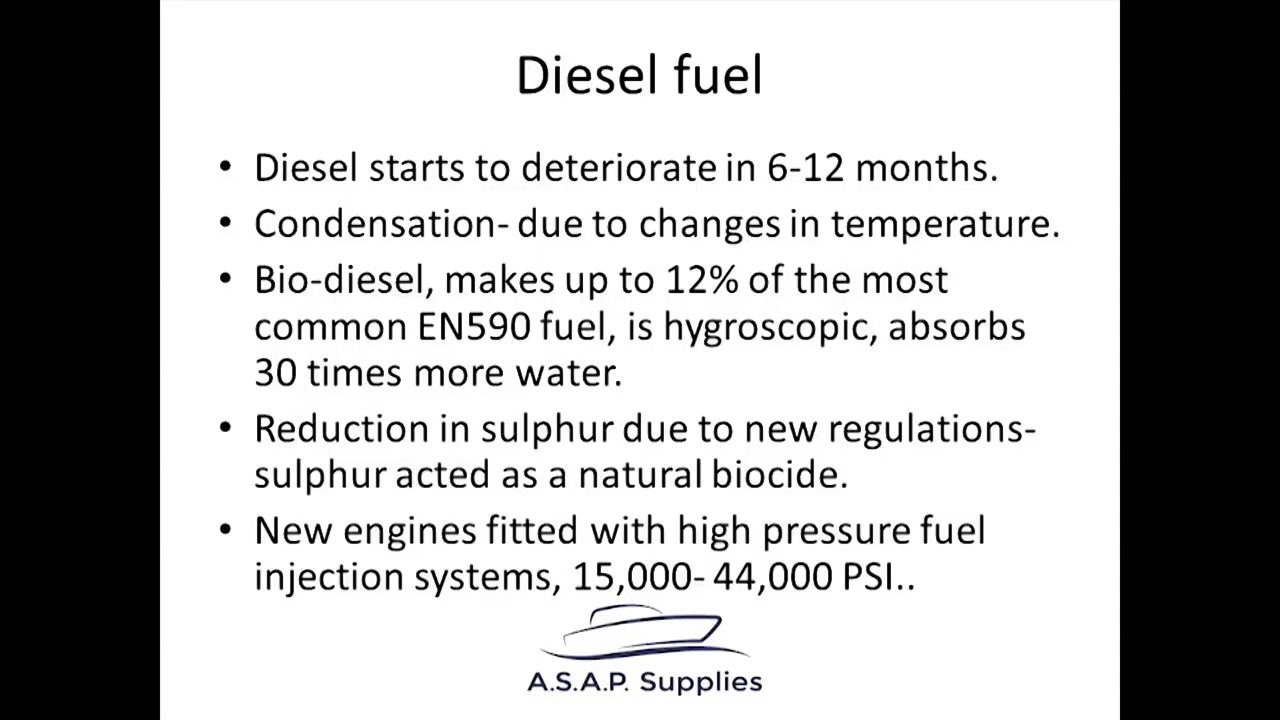 Diesel fuel
• Diesel starts to deteriorate in 6-12 months.
• Condensation- due to changes in temperature.
• Bio-diesel, makes up to 12% of the most
common EN590 fuel, is hygroscopic, absorbs
30 times more water.
• Reduction in sulphur due to new regulations-
sulphur acted as a natural biocide.
• New engines fitted with high pressure fuel
injection systems, 15,000- 44,000 PSI..
A.S.A.P. Supplies